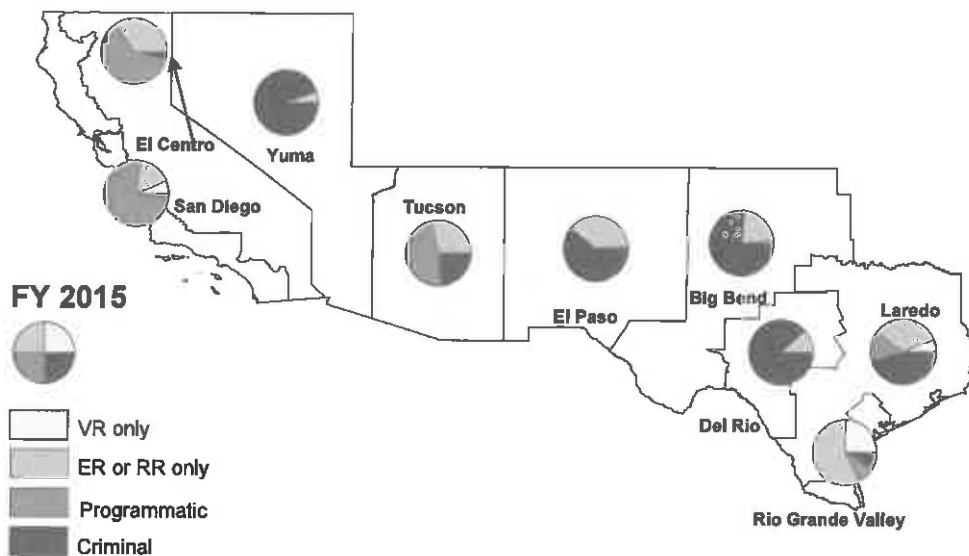 El Centro
Yuma
San Diego
Tucson
El Paso
Big Bend
Laredo
Del Rio
Rio Grande Valley
FY 2015
VR only
ER or RR only
Programmatic
Criminal